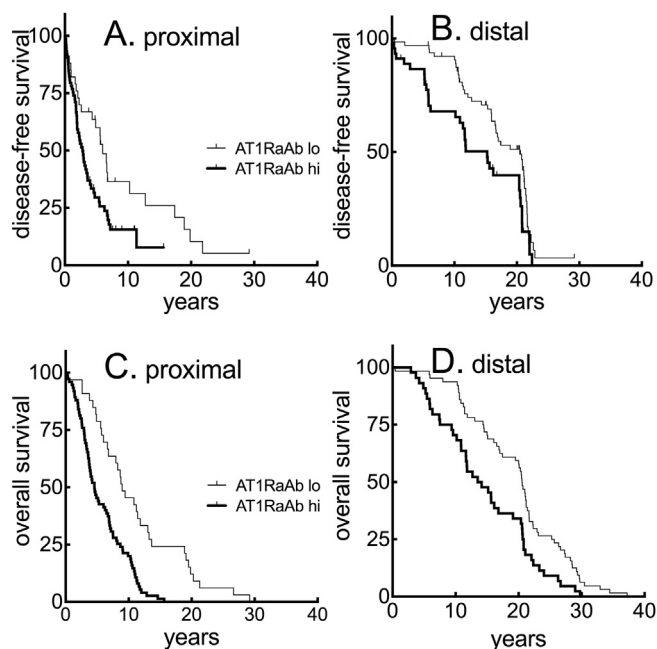 A. proximal
disease-free survival
100
75
50
25
0
0 10 20 30 40
years
AT1RaAb lo
AT1RaAb hi
B. distal
disease-free survival
100
50
0
0 10 20 30 40
years
C. proximal
overall survival
100
75
50
25
0
0 10 20 30 40
years
AT1RaAb lo
AT1RaAb hi
D. distal
overall survival
100
75
50
25
0
0 10 20 30 40
years